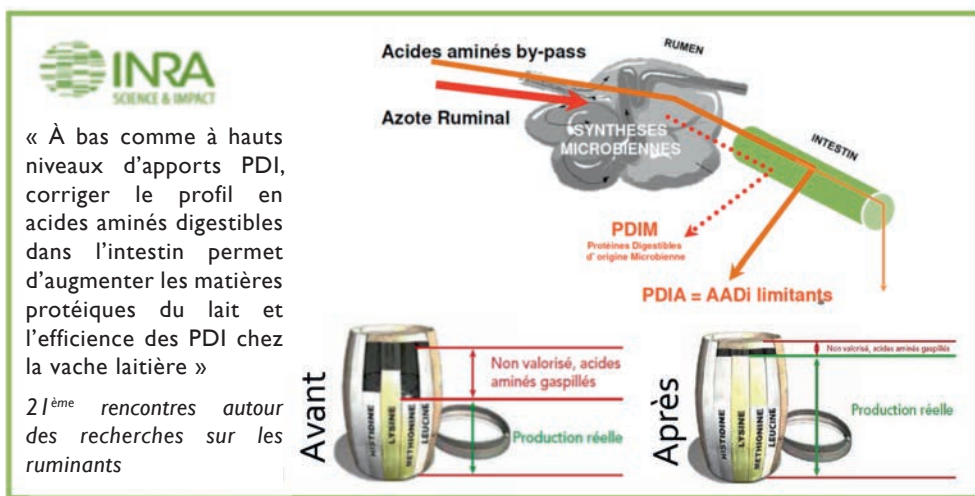 INRA
SCIENCE & IMPACT
« À bas comme à hauts
niveaux d'apports PDI,
corriger le profil en
acides aminés digestibles
dans l'intestin permet
d'augmenter les matières
protéiques du lait et
l'efficience des PDI chez
la vache laitière »
21ème rencontres autour
des recherches sur les
ruminants
Acides aminés by-pass
Azote Ruminal
RUMEN
SYNTHESES
MICROBIENNES
INTESTIN
PDIM
Protéines Digestibles
d' origine Microbienne
PDIA = AADi limitants
Avant
HISTIDINE
LYSINE
METHIONINE
LEUCINE
Non valorisé, acides
aminés gaspillés
Production réelle
Après
HISTIDINE
LYSINE
METHIONINE
LEUCINE
Non valorisé, acides aminés gaspillés
Production réelle